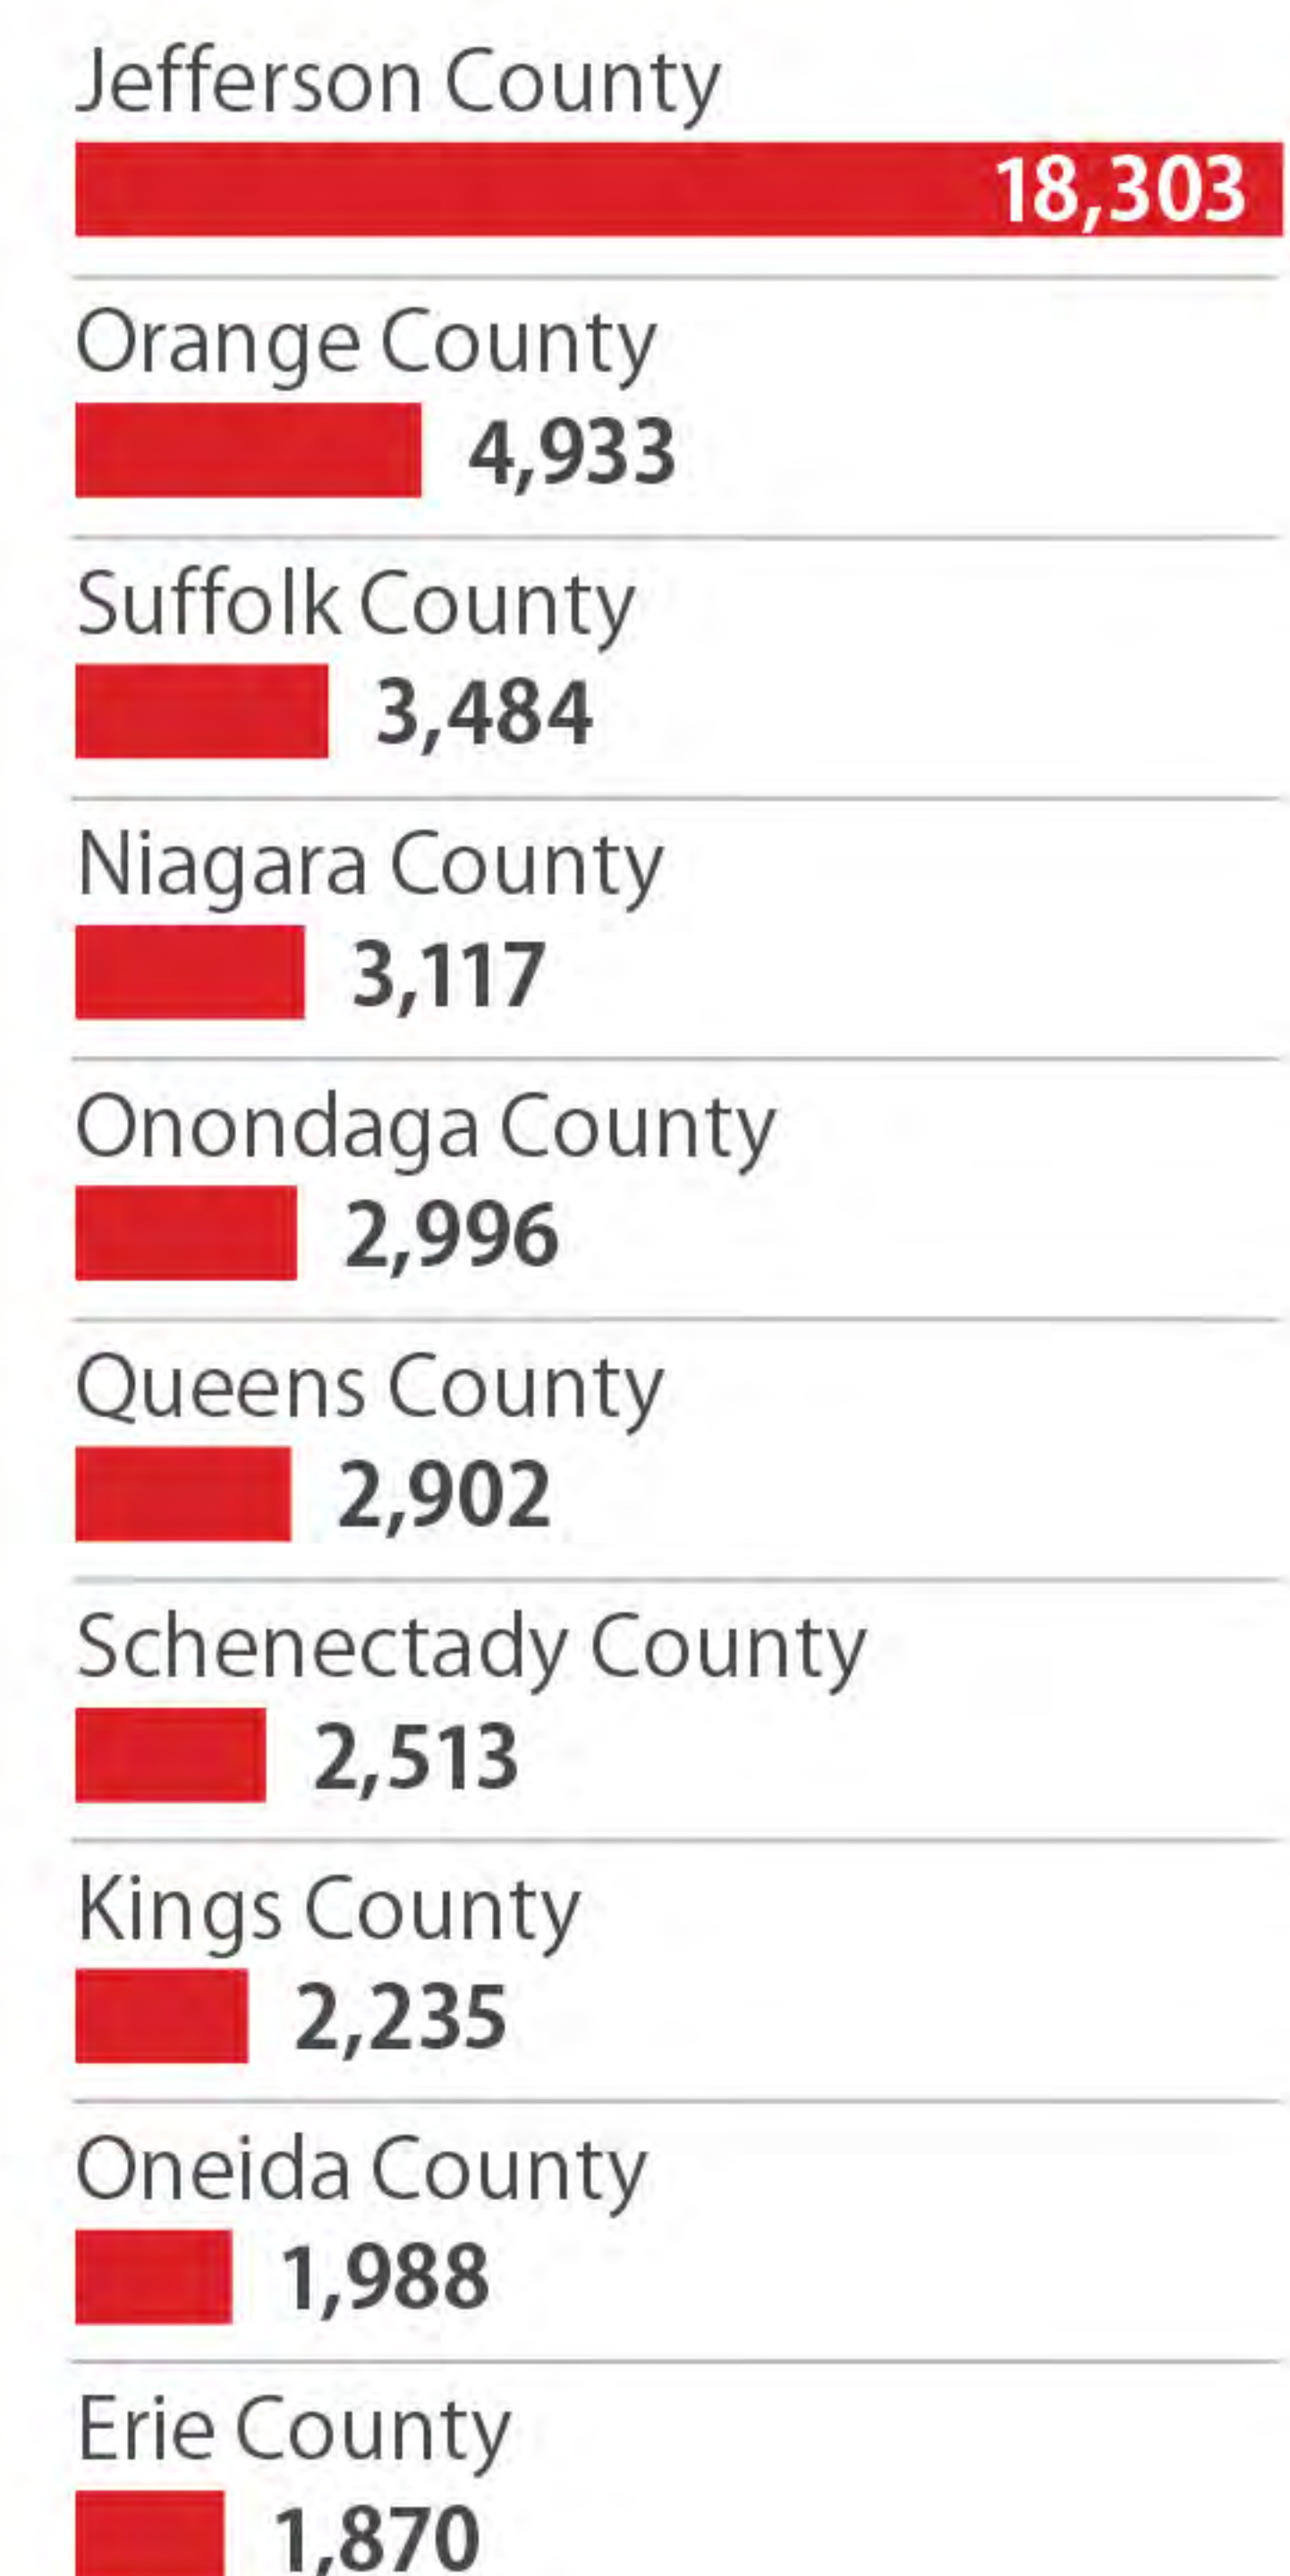 Jefferson County
18,303
Orange County
4,933
Suffolk County
3,484
Niagara County
3,117
Onondaga County
2,996
Queens County
2,902
Schenectady County
2,513
Kings County
2,235
Oneida County
1,988
Erie County
1,870